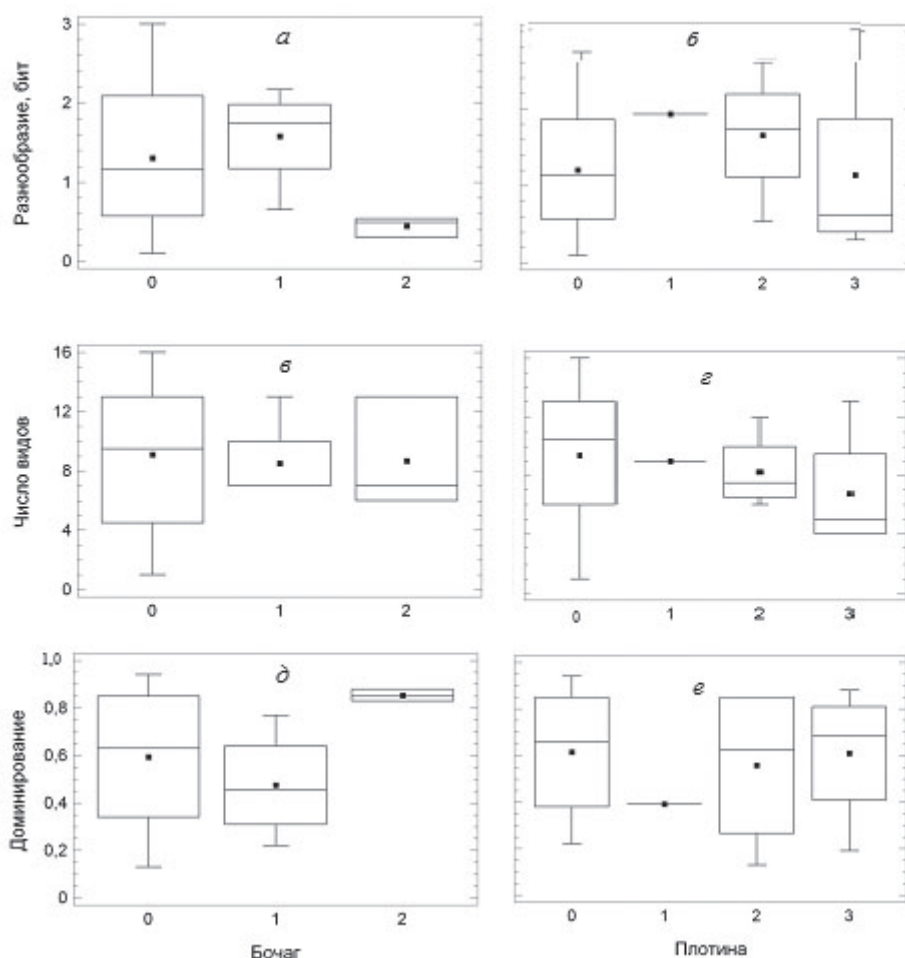 а
б
Разнообразие, бит
3
2
1
0
0 1 2
0 1 2 3
в
г
Число видов
16
12
8
4
0
0 1 2
0 1 2 3
д
е
Доминирование
1,0
0,8
0,6
0,4
0,2
0
0 1 2
0 1 2 3
Бочаг
Плотина